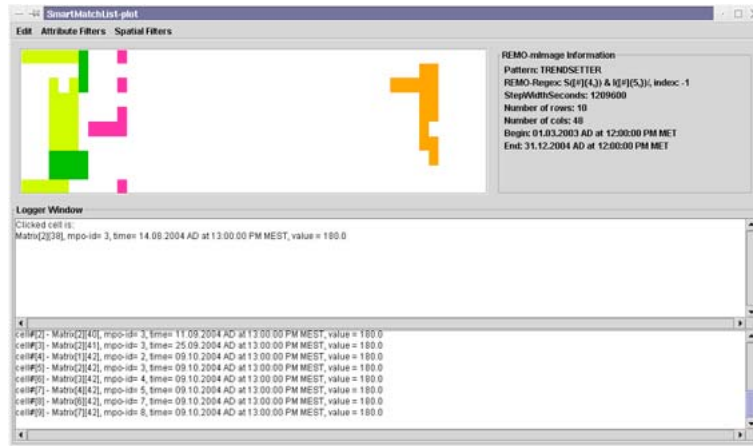 SmartMatchList-plot
Edit Attribute Filters Spatial Filters
REMO-mImage Information
Pattern: TRENDSETTER
REMO-Regex: S([#]{4,}) & I([#]{5,})/, index: -1
StepWidthSeconds: 1209600
Number of rows: 10
Number of cols: 48
Begin: 01.03.2003 AD at 12:00:00 PM MET
End: 31.12.2004 AD at 12:00:00 PM MET
Logger Window
Clicked cell is:
Matrix[2][38], mpo-id= 3, time= 14.08.2004 AD at 13:00:00 PM MEST, value = 180.0
cell#[2] - Matrix[2][40], mpo-id= 3, time= 11.09.2004 AD at 13:00:00 PM MEST, value = 180.0
cell#[3] - Matrix[2][41], mpo-id= 3, time= 25.09.2004 AD at 13:00:00 PM MEST, value = 180.0
cell#[4] - Matrix[1][42], mpo-id= 2, time= 09.10.2004 AD at 13:00:00 PM MEST, value = 180.0
cell#[5] - Matrix[2][42], mpo-id= 3, time= 09.10.2004 AD at 13:00:00 PM MEST, value = 180.0
cell#[6] - Matrix[3][42], mpo-id= 4, time= 09.10.2004 AD at 13:00:00 PM MEST, value = 180.0
cell#[7] - Matrix[4][42], mpo-id= 5, time= 09.10.2004 AD at 13:00:00 PM MEST, value = 180.0
cell#[8] - Matrix[6][42], mpo-id= 7, time= 09.10.2004 AD at 13:00:00 PM MEST, value = 180.0
cell#[9] - Matrix[7][42], mpo-id= 8, time= 09.10.2004 AD at 13:00:00 PM MEST, value = 180.0